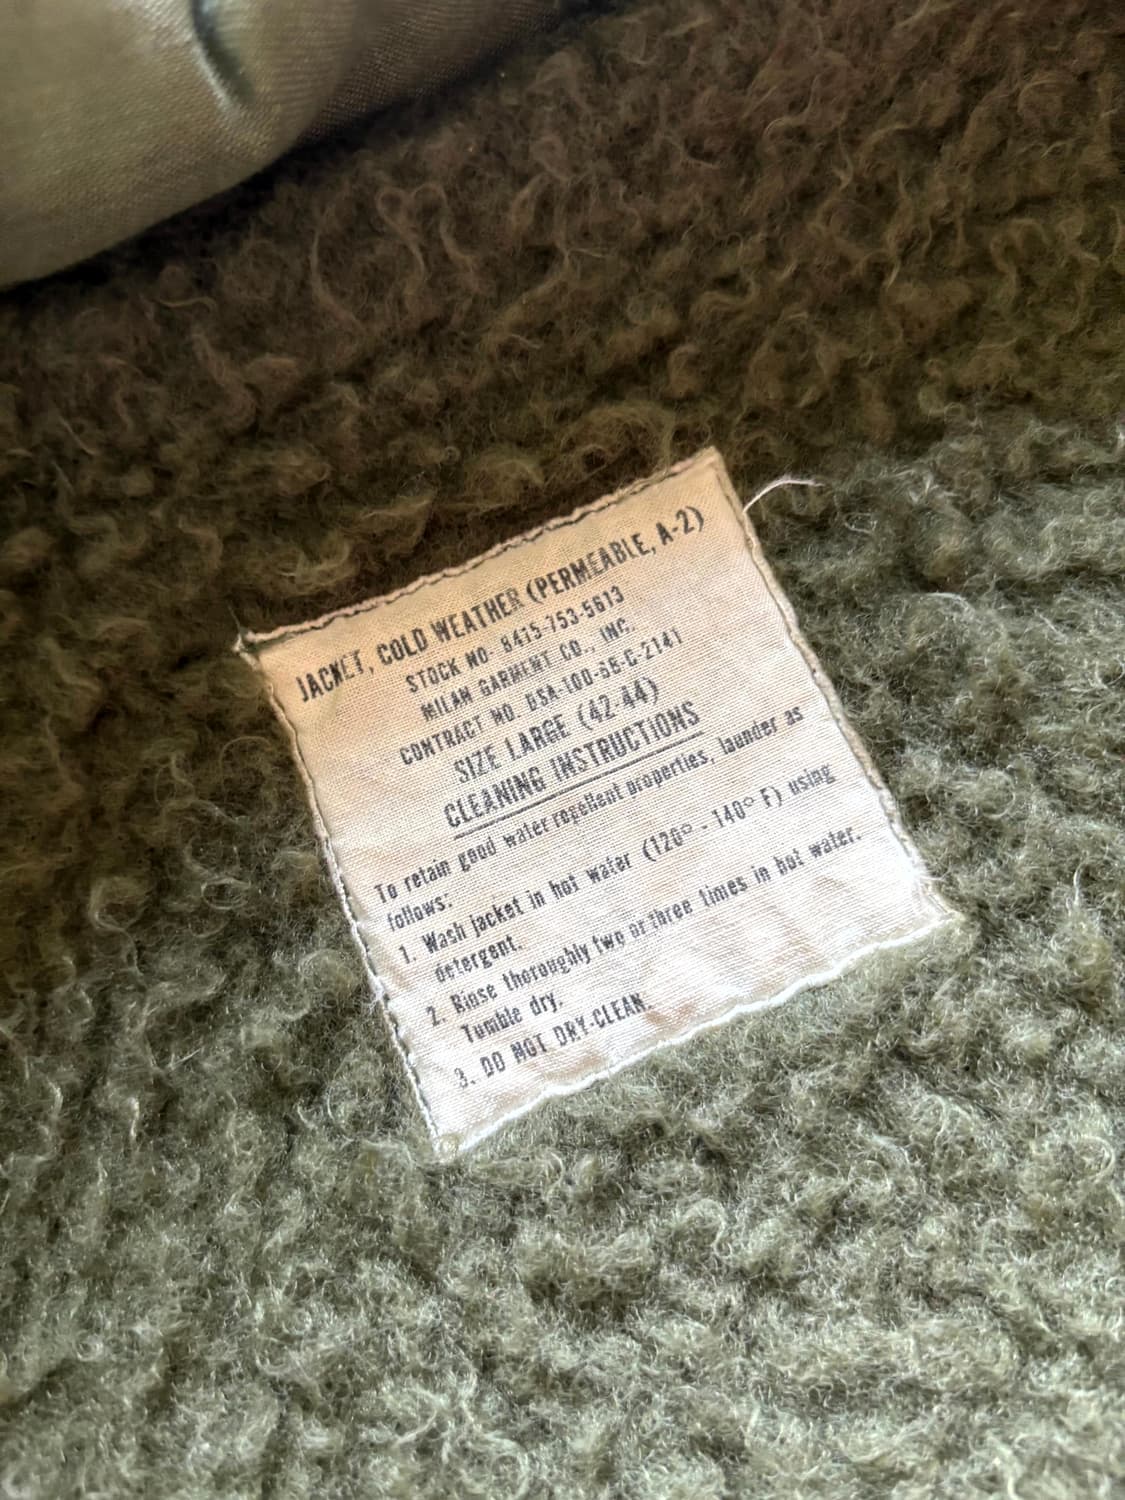 JACKET, COLD WEATHER (PERMEABLE, A-2)
STOCK NO. 8415-753-5613
MILAN GARMENT CO., INC.
CONTRACT NO. DSA-100-68-C-2141
SIZE LARGE (42-44)
CLEANING INSTRUCTIONS
To retain good water repellent properties, launder as
follows:
1. Wash jacket in hot water (120° - 140° F) using
detergent.
2. Rinse thoroughly two or three times in hot water.
Tumble dry.
3. DO NOT DRY-CLEAN.